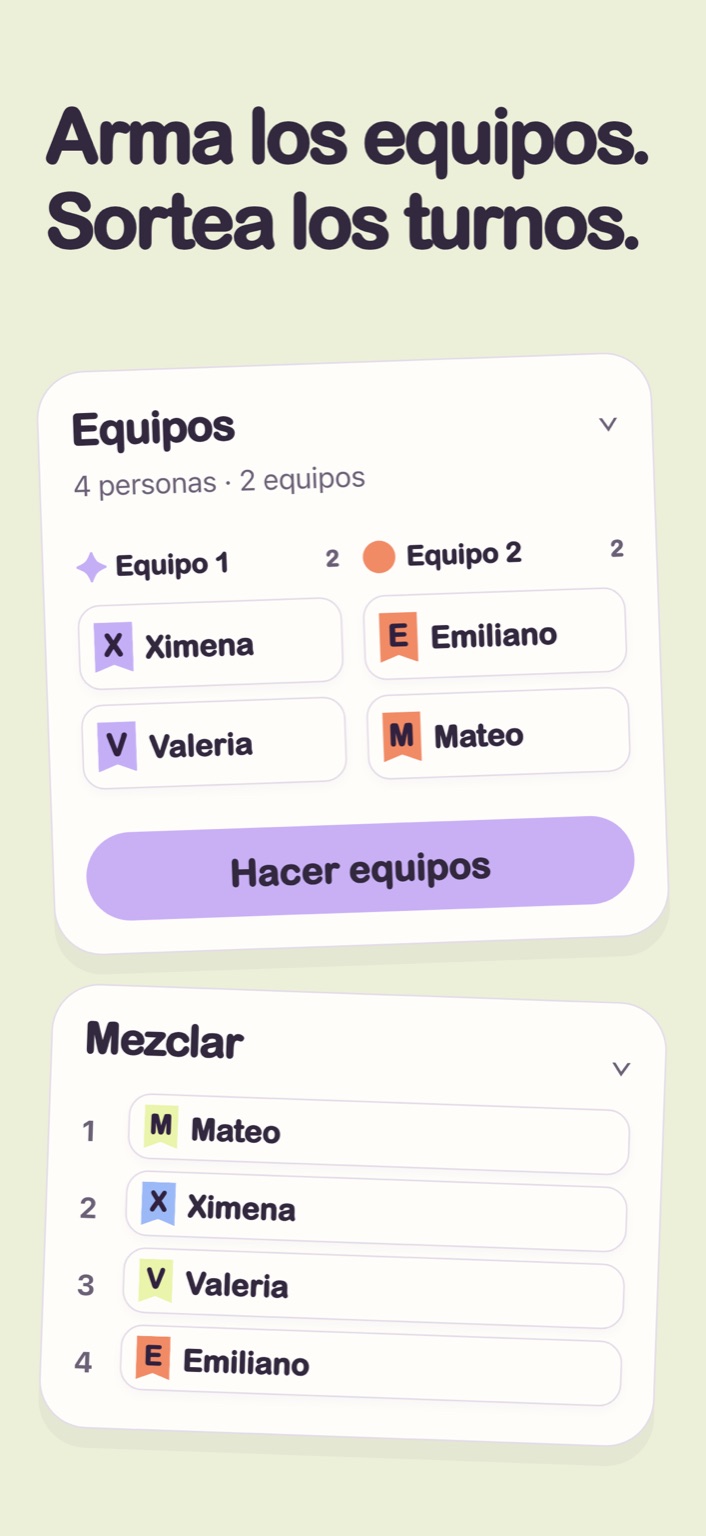 Arma los equipos.
Sortea los turnos.
Equipos
4 personas · 2 equipos
Equipo 1 2
Equipo 2 2
X Ximena
E Emiliano
V Valeria
M Mateo
Hacer equipos
Mezclar
1 M Mateo
2 X Ximena
3 V Valeria
4 E Emiliano